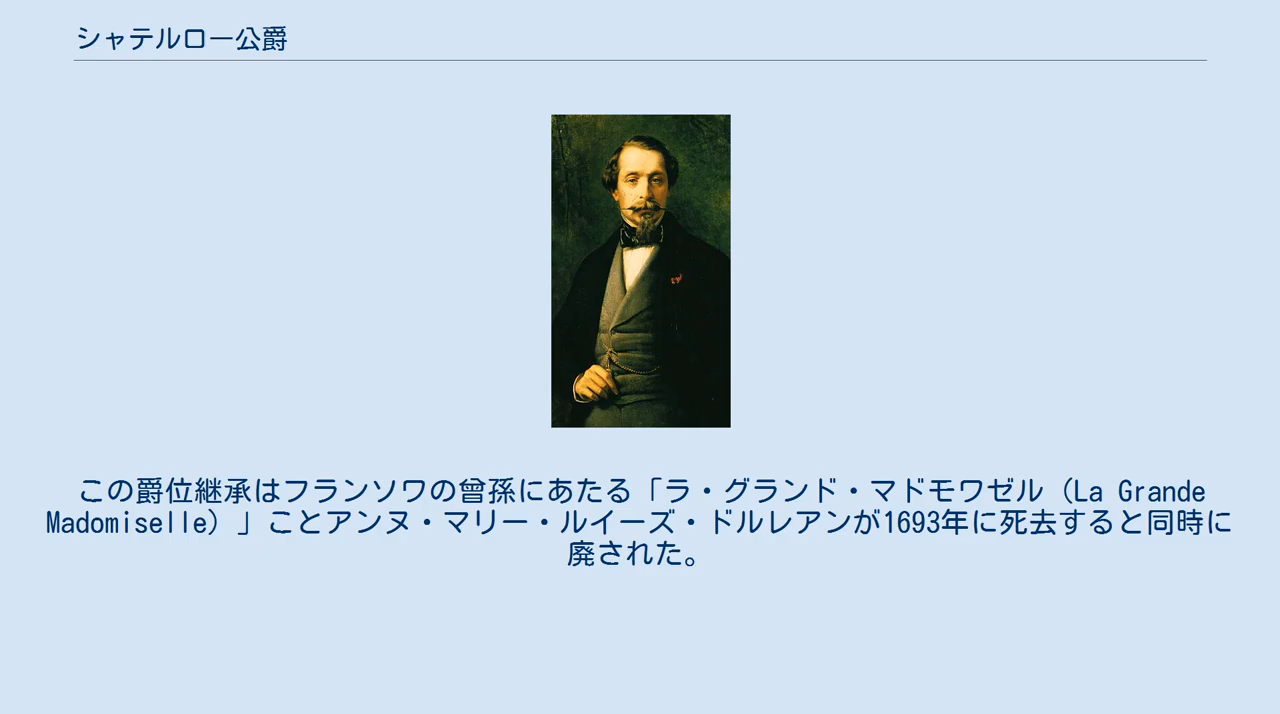 シャテルロー公爵
この爵位継承はフランソワの曾孫にあたる「ラ・グランド・マドモワゼル（La Grande
Madomiselle）」ことアンヌ・マリー・ルイーズ・ドルレアンが1693年に死去すると同時に
廃された。